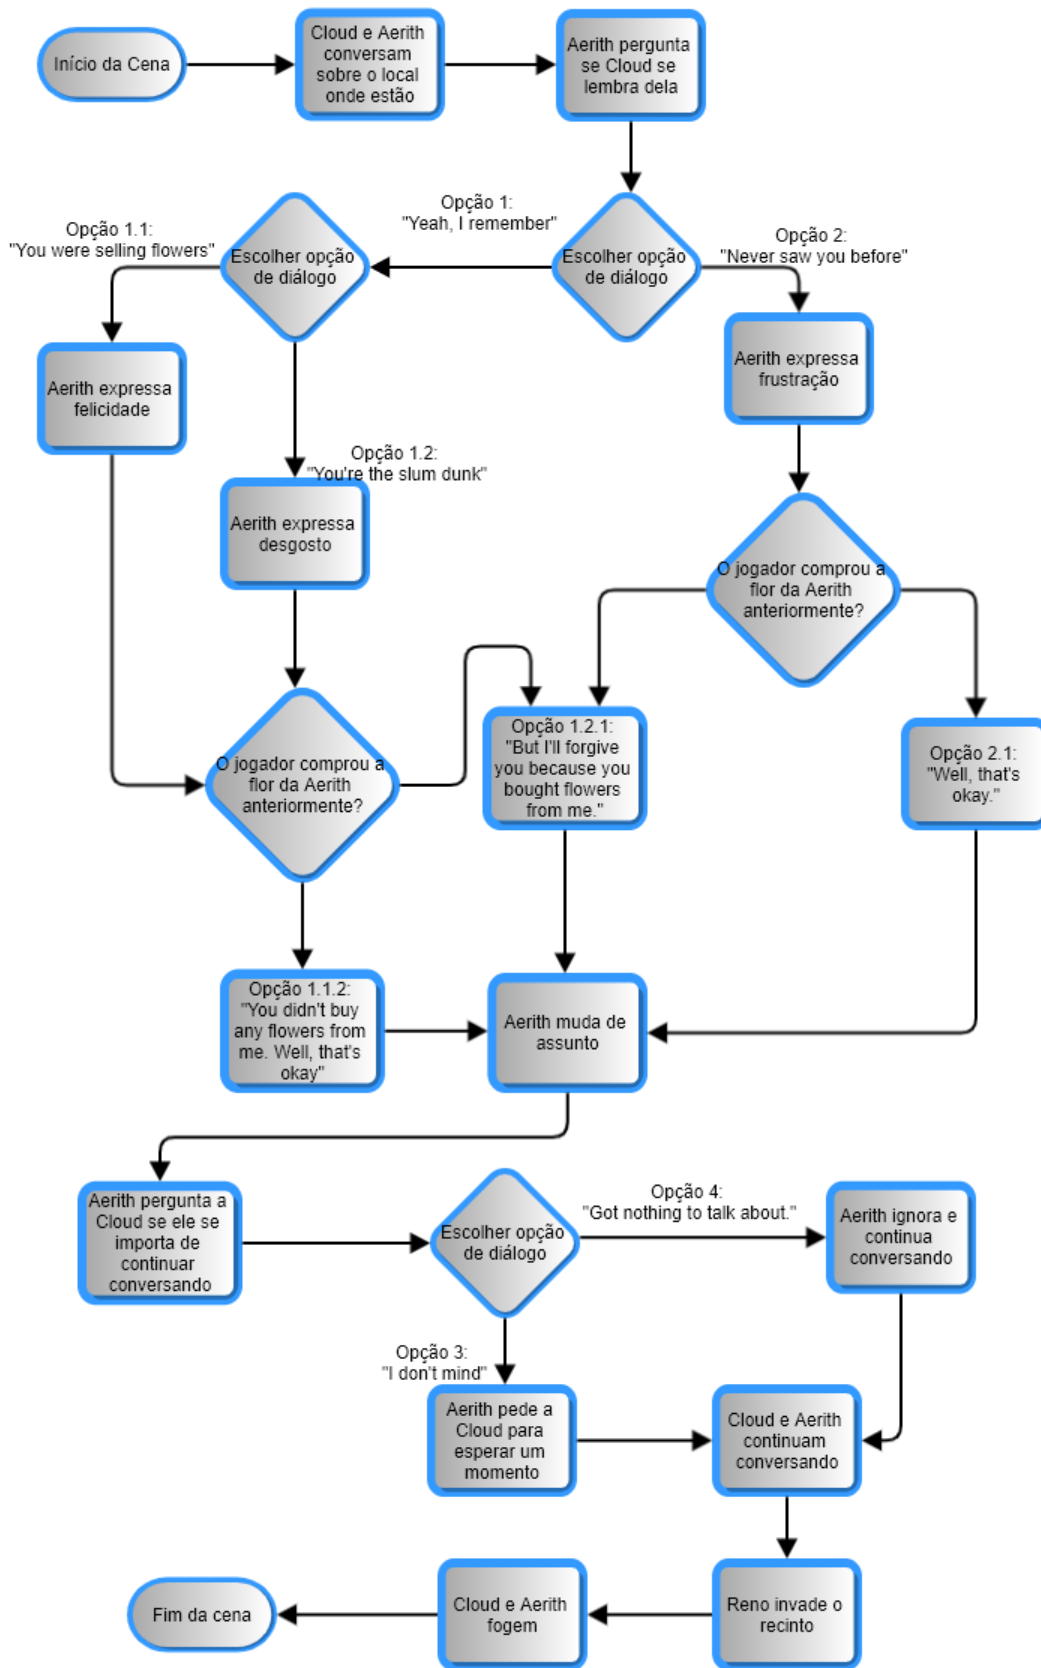 Início da Cena
Cloud e Aerith
conversam
sobre o local
onde estão
Aerith pergunta
se Cloud se
lembra dela
Opção 1:
"Yeah, I remember"
Opção 1.1:
"You were selling flowers"
Escolher opção
de diálogo
Escolher opção
de diálogo
Opção 2:
"Never saw you before"
Aerith expressa
felicidade
Aerith expressa
frustração
Opção 1.2:
"You're the slum dunk"
Aerith expressa
desgosto
O jogador comprou a
flor da Aerith
anteriormente?
O jogador comprou a
flor da Aerith
anteriormente?
Opção 1.2.1:
"But I'll forgive
you because you
bought flowers
from me."
Opção 2.1:
"Well, that's
okay."
Opção 1.1.2:
"You didn't buy
any flowers from
me. Well, that's
okay"
Aerith muda de
assunto
Aerith pergunta a
Cloud se ele se
importa de
continuar
conversando
Escolher opção
de diálogo
Opção 4:
"Got nothing to talk about."
Aerith ignora e
continua
conversando
Opção 3:
"I don't mind"
Aerith pede a
Cloud para
esperar um
momento
Cloud e Aerith
continuam
conversando
Fim da cena
Cloud e Aerith
fogem
Reno invade o
recinto